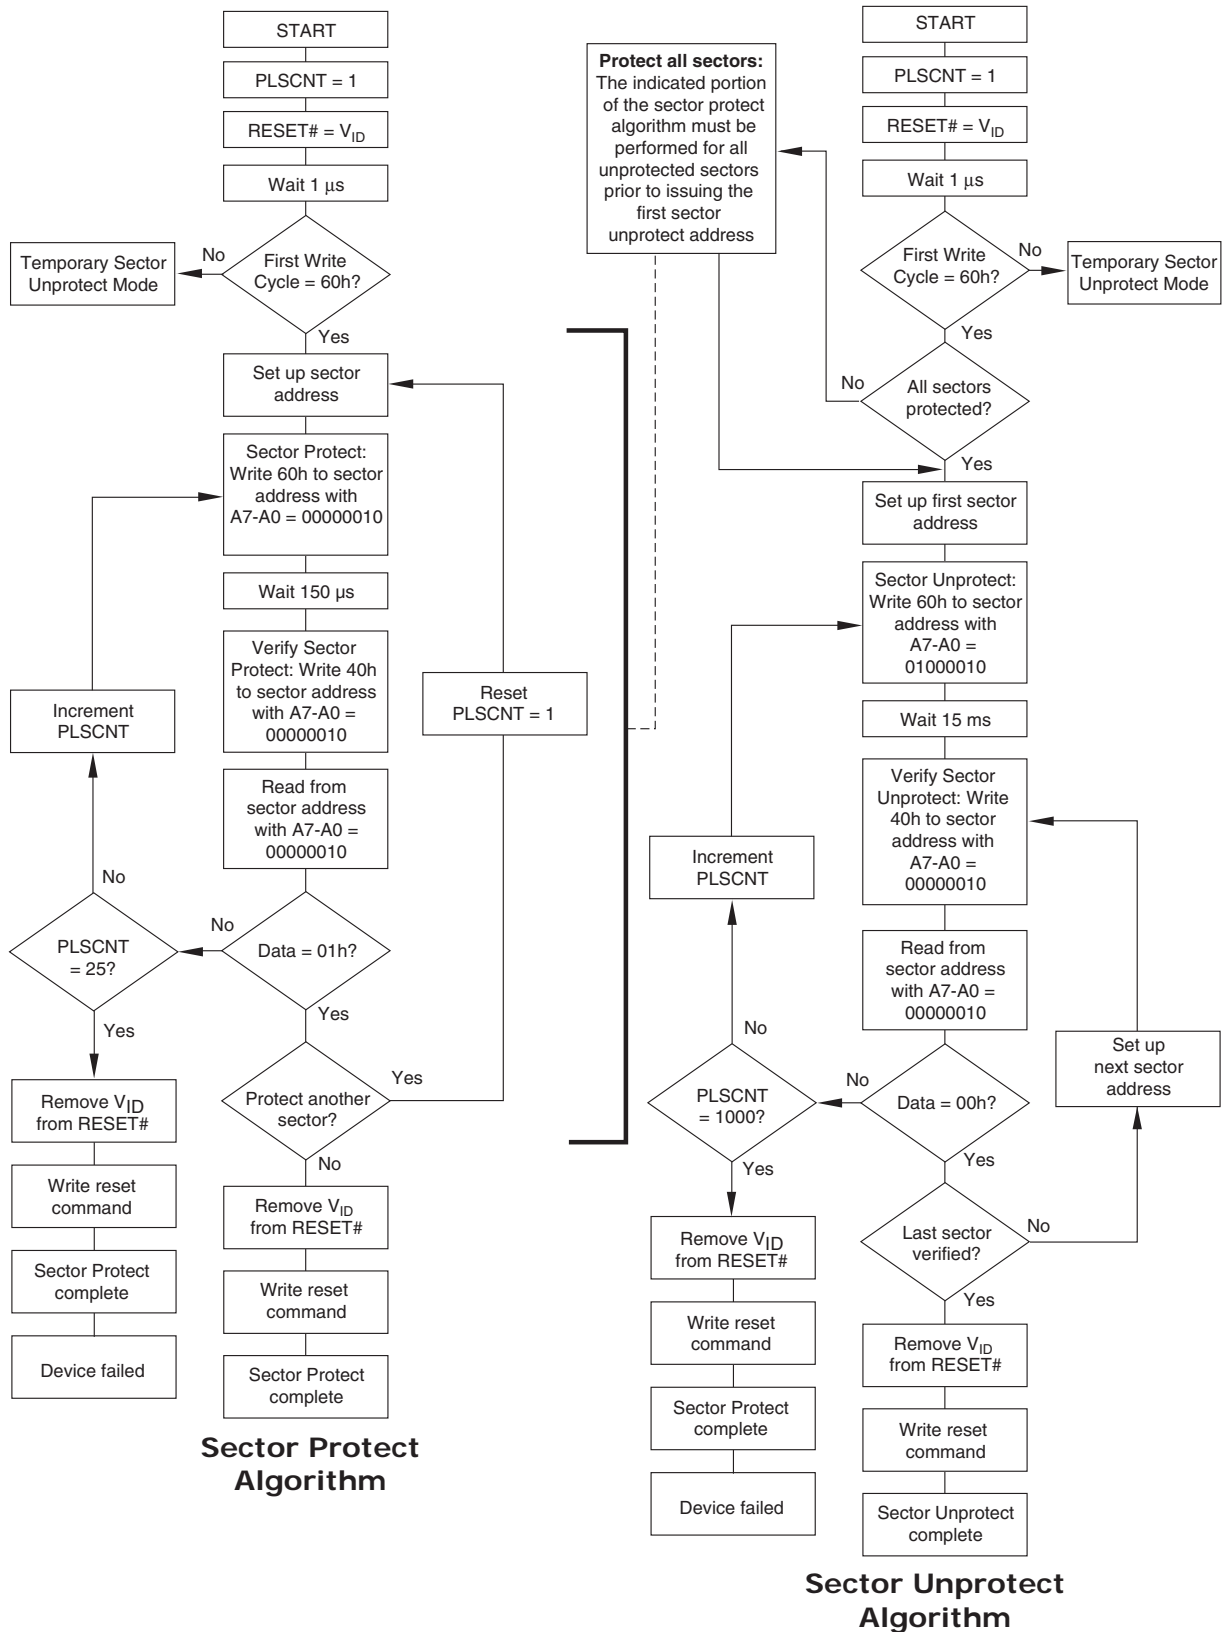 START
PLSCNT = 1
RESET# = VID
Wait 1 μs
First Write
Cycle = 60h?
No
Temporary Sector
Unprotect Mode
Yes
Set up sector
address
Sector Protect:
Write 60h to sector
address with
A7-A0 = 00000010
Wait 150 µs
Verify Sector
Protect: Write 40h
to sector address
with A7-A0 =
00000010
Reset
PLSCNT = 1
Increment
PLSCNT
Read from
sector address
with A7-A0 =
00000010
No
No
Data = 01h?
PLSCNT
= 25?
Yes
Yes
Protect another
sector?
Yes
No
Remove VID
from RESET#
Write reset
command
Sector Protect
complete
Device failed
Remove VID
from RESET#
Write reset
command
Sector Protect
complete
Sector Protect
Algorithm
Protect all sectors:
The indicated portion
of the sector protect
algorithm must be
performed for all
unprotected sectors
prior to issuing the
first sector
unprotect address
START
PLSCNT = 1
RESET# = VID
Wait 1 μs
First Write
Cycle = 60h?
No
Temporary Sector
Unprotect Mode
Yes
No
All sectors
protected?
Yes
Set up first sector
address
Sector Unprotect:
Write 60h to sector
address with
A7-A0 =
01000010
Wait 15 ms
Verify Sector
Unprotect: Write
40h to sector
address with
A7-A0 =
00000010
Increment
PLSCNT
Read from
sector address
with A7-A0 =
00000010
No
No
Data = 00h?
PLSCNT
= 1000?
Set up
next sector
address
Yes
Yes
Last sector
verified?
No
Yes
Remove VID
from RESET#
Write reset
command
Sector Protect
complete
Device failed
Remove VID
from RESET#
Write reset
command
Sector Unprotect
complete
Sector Unprotect
Algorithm